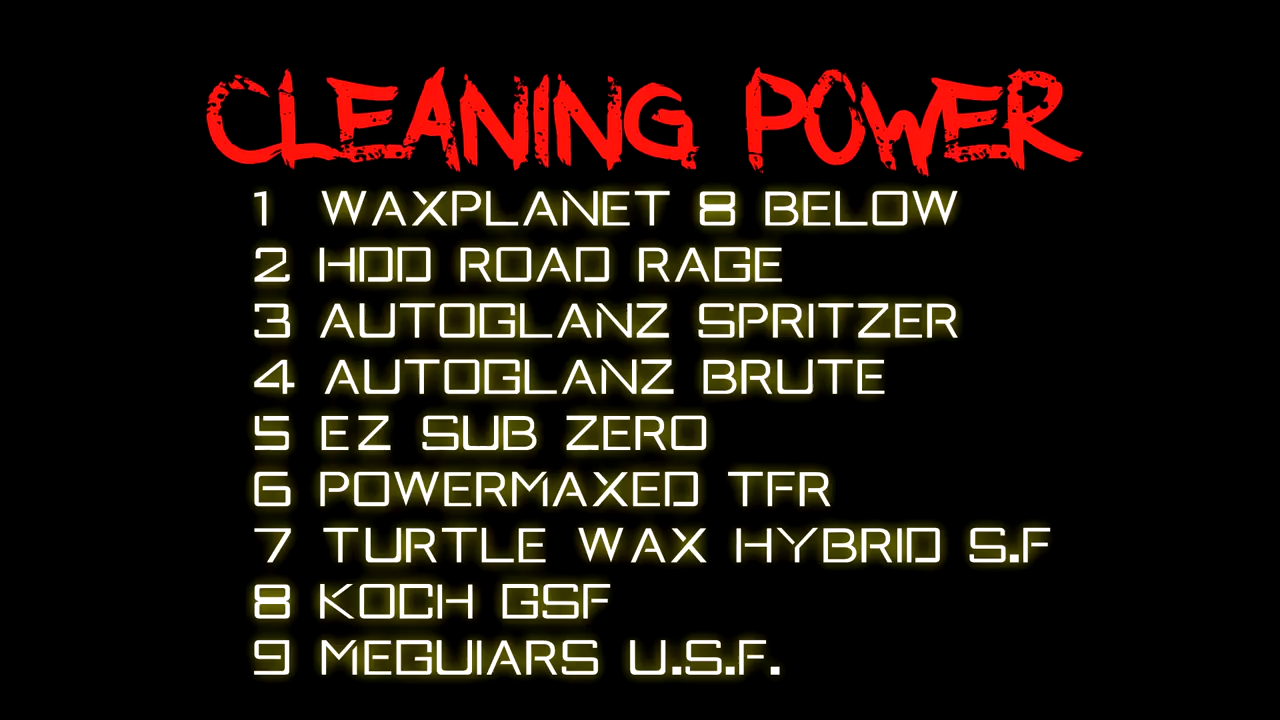 CLEANING POWER
1 WAXPLANET 8 BELOW
2 HDD ROAD RAGE
3 AUTOGLANZ SPRITZER
4 AUTOGLANZ BRUTE
5 EZ SUB ZERO
6 POWERMAXED TFR
7 TURTLE WAX HYBRID S.F
8 KOCH GSF
9 MEGUIARS U.S.F.